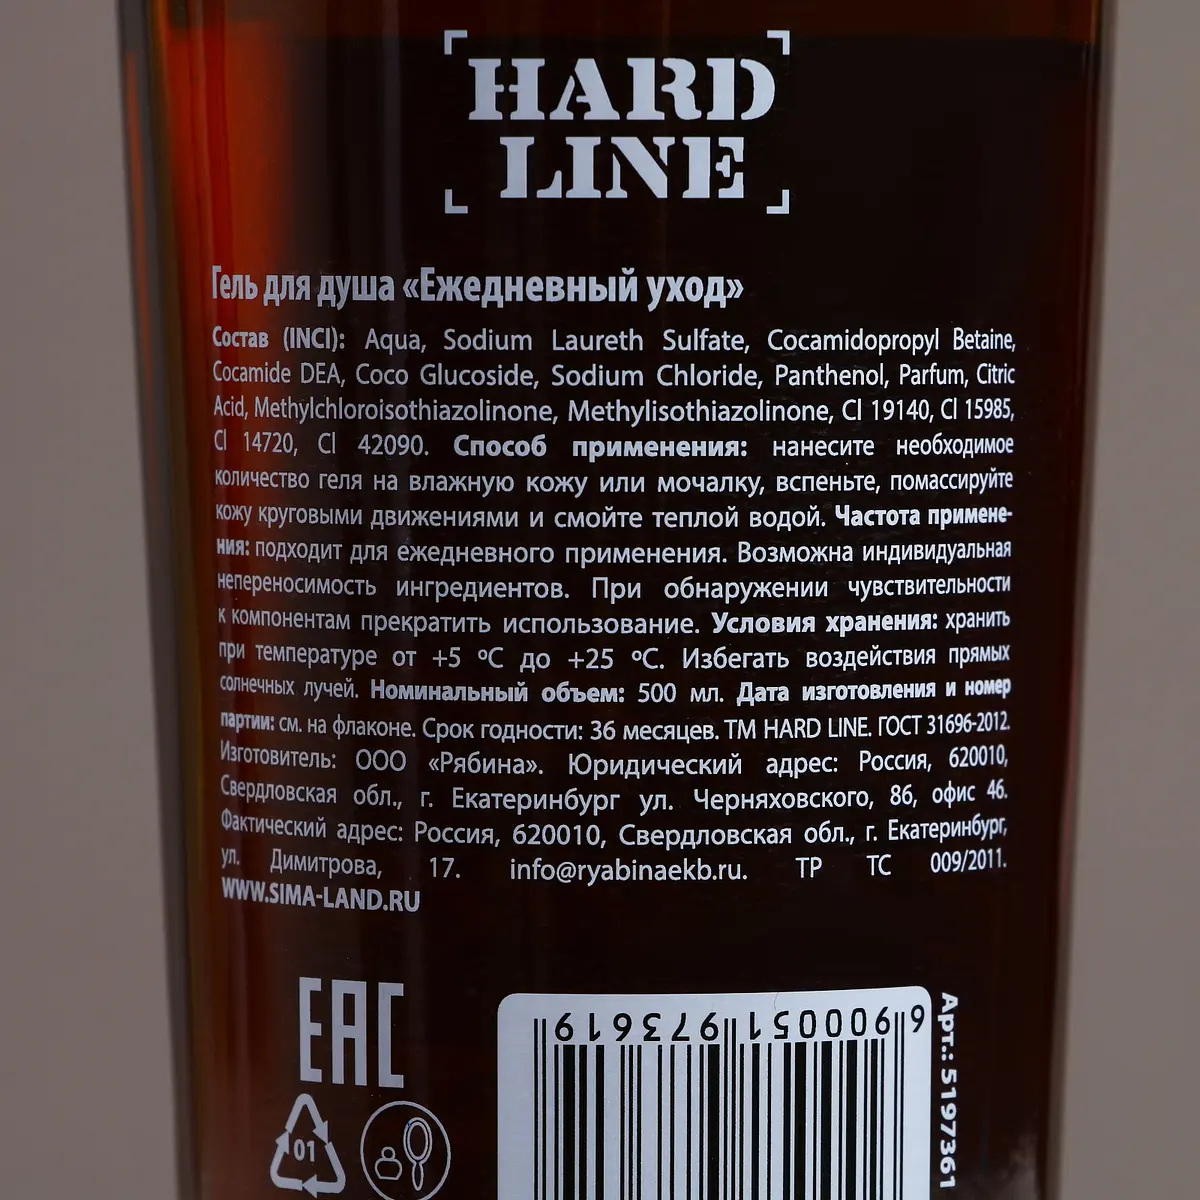 HARD
LINE
Гель для душа «Ежедневный уход»
Состав (INCI): Aqua, Sodium Laureth Sulfate, Cocamidopropyl Betaine,
Cocamide DEA, Coco Glucoside, Sodium Chloride, Panthenol, Parfum, Citric
Acid, Methylchloroisothiazolinone, Methylisothiazolinone, Cl 19140, Cl 15985,
Cl 14720, Cl 42090. Способ применения: нанесите необходимое
количество геля на влажную кожу или мочалку, вспеньте, помассируйте
кожу круговыми движениями и смойте теплой водой. Частота примене-
ния: подходит для ежедневного применения. Возможна индивидуальная
непереносимость ингредиентов. При обнаружении чувствительности
к компонентам прекратить использование. Условия хранения: хранить
при температуре от +5 ºC до +25 ºC. Избегать воздействия прямых
солнечных лучей. Номинальный объем: 500 мл. Дата изготовления и номер
партии: см. на флаконе. Срок годности: 36 месяцев. ТМ HARD LINE. ГОСТ 31696-2012.
Изготовитель: ООО «Рябина». Юридический адрес: Россия, 620010,
Свердловская обл., г. Екатеринбург ул. Черняховского, 86, офис 46.
Фактический адрес: Россия, 620010, Свердловская обл., г. Екатеринбург,
ул. Димитрова, 17. info@ryabinaekb.ru. ТР ТС 009/2011.
WWW.SIMA-LAND.RU
EAC
01
6 900051 973619
Арт.: 5197361